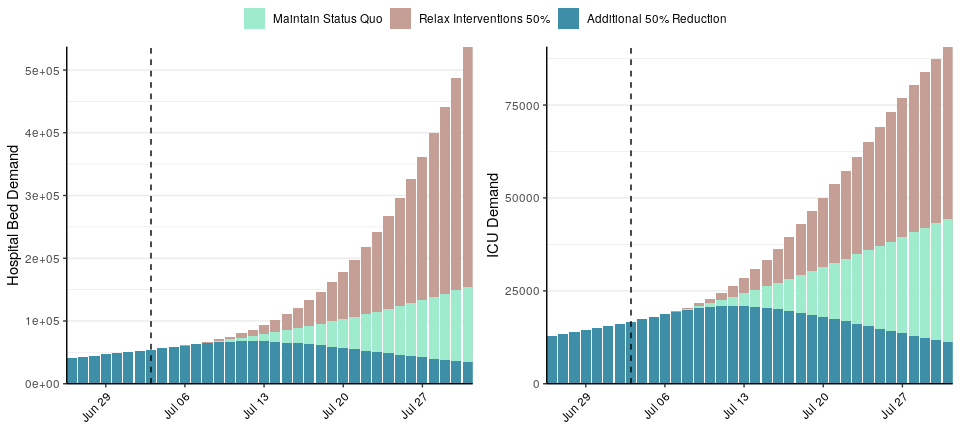 Maintain Status Quo Relax Interventions 50% Additional 50% Reduction
Hospital Bed Demand
5e+05
4e+05
3e+05
2e+05
1e+05
0e+00
Jun 29
Jul 06
Jul 13
Jul 20
Jul 27
ICU Demand
75000
50000
25000
0
Jun 29
Jul 06
Jul 13
Jul 20
Jul 27